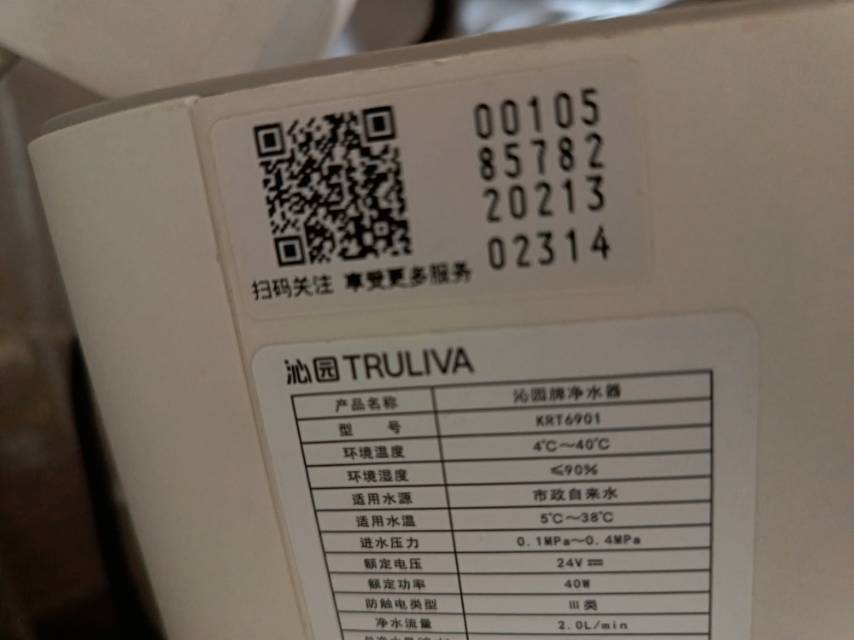 00105
85782
20213
02314
扫码关注 享受更多服务
沁园 TRULIVA
产品名称 沁园牌净水器
型 号 KRT6901
环境温度 4℃～40℃
环境湿度 ≤90%
适用水源 市政自来水
适用水温 5℃～38℃
进水压力 0.1MPa～0.4MPa
额定电压 24V⎓
额定功率 40W
防触电类型 III类
净水流量 2.0L/min